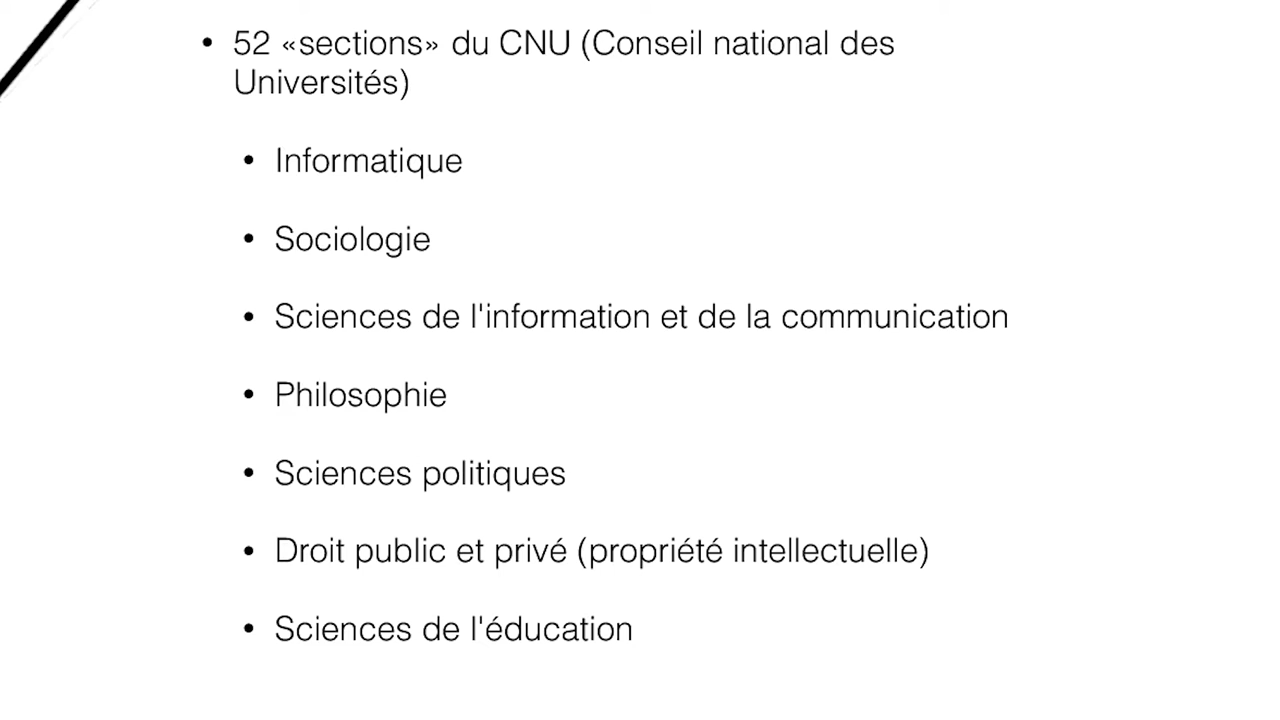 • 52 «sections» du CNU (Conseil national des
Universités)
• Informatique
• Sociologie
• Sciences de l'information et de la communication
• Philosophie
• Sciences politiques
• Droit public et privé (propriété intellectuelle)
• Sciences de l'éducation